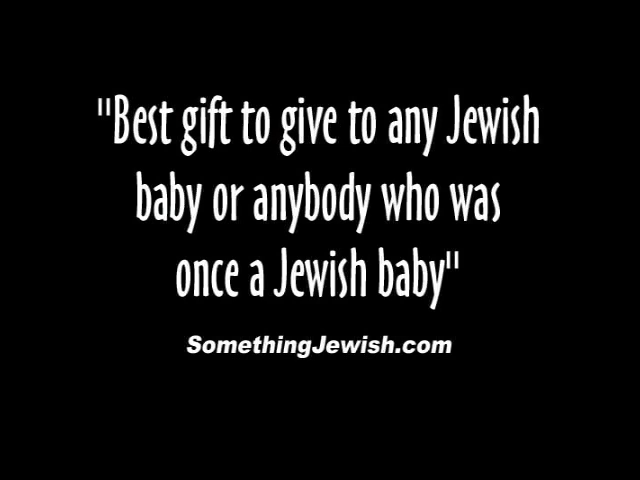 "Best gift to give to any Jewish
baby or anybody who was
once a Jewish baby"
SomethingJewish.com